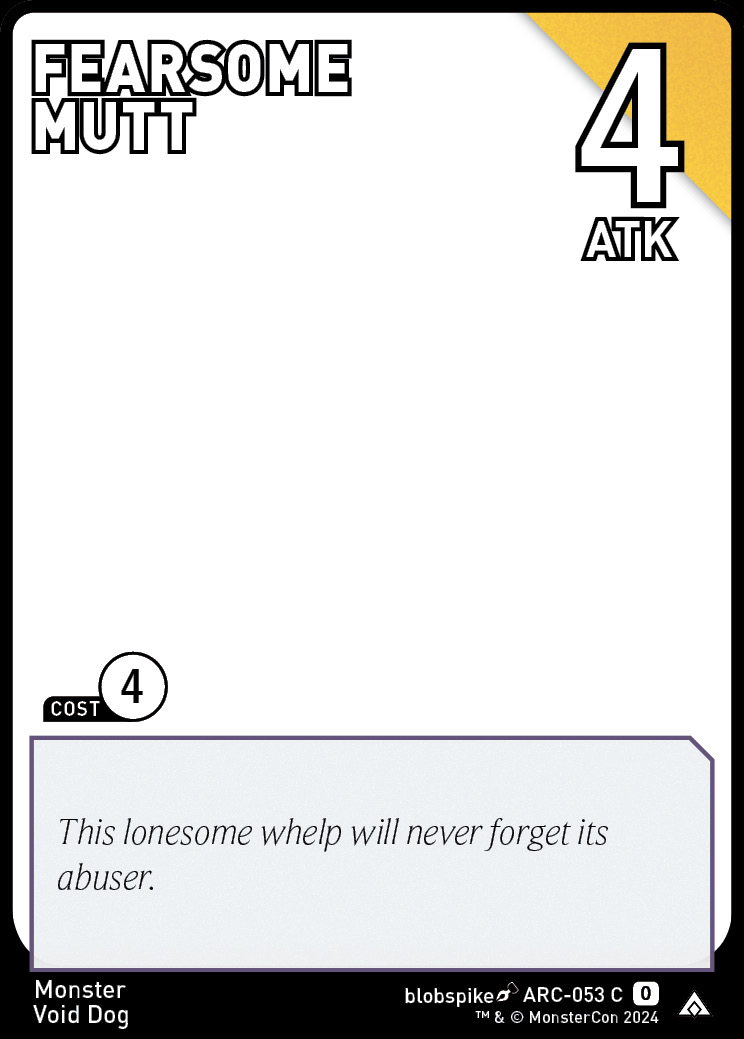 FEARSOME
MUTT
4
ATK
4
COST
This lonesome whelp will never forget its
abuser.
Monster
Void Dog
blobspike ARC-053 C 0
™ & © MonsterCon 2024